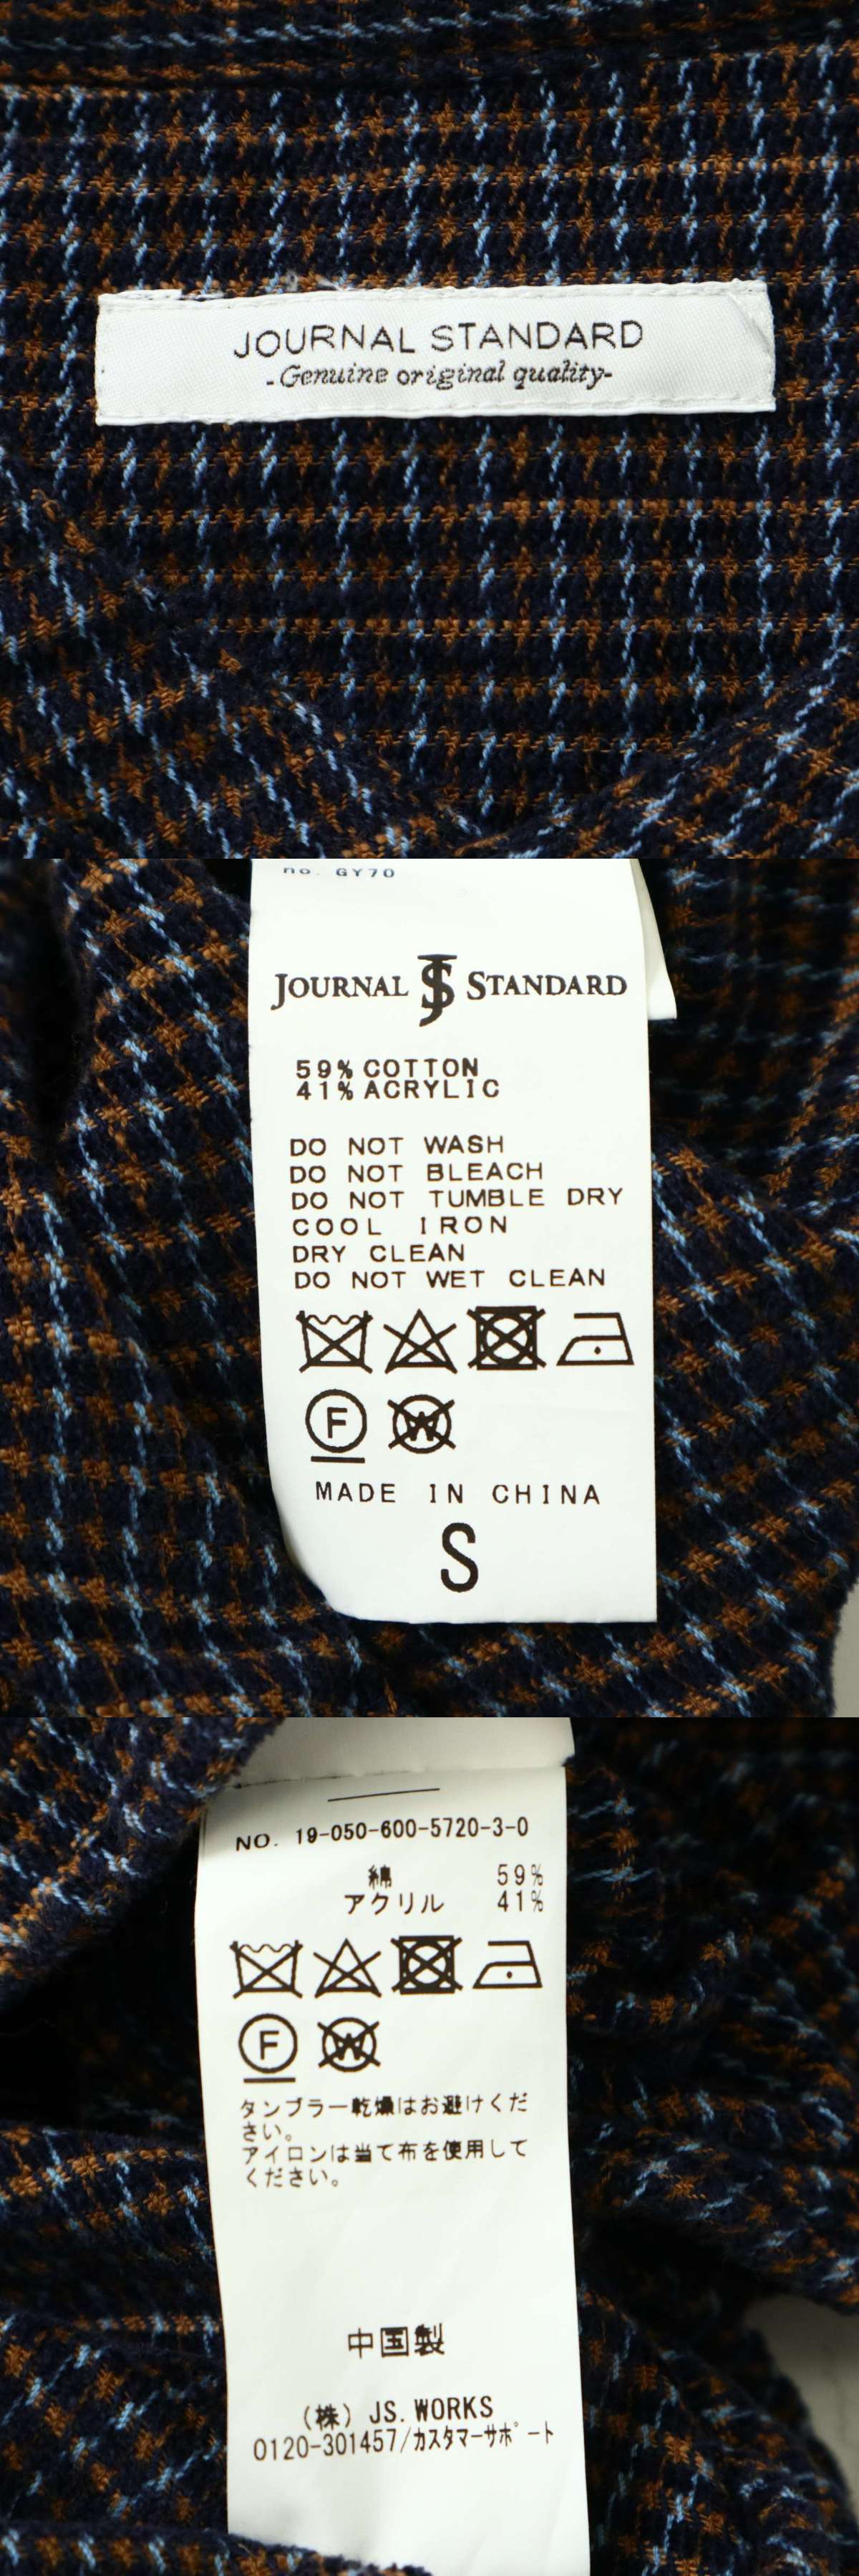 JOURNAL STANDARD
-Genuine original quality-
no. GY70
JOURNAL JS STANDARD
59% COTTON
41% ACRYLIC
DO NOT WASH
DO NOT BLEACH
DO NOT TUMBLE DRY
COOL IRON
DRY CLEAN
DO NOT WET CLEAN
F W
MADE IN CHINA
S
NO. 19-050-600-5720-3-0
綿 59%
アクリル 41%
F W
タンブラー乾燥はお避けくだ
さい。
アイロンは当て布を使用して
ください。
中国製
(株) JS.WORKS
0120-301457/カスタマーサポート